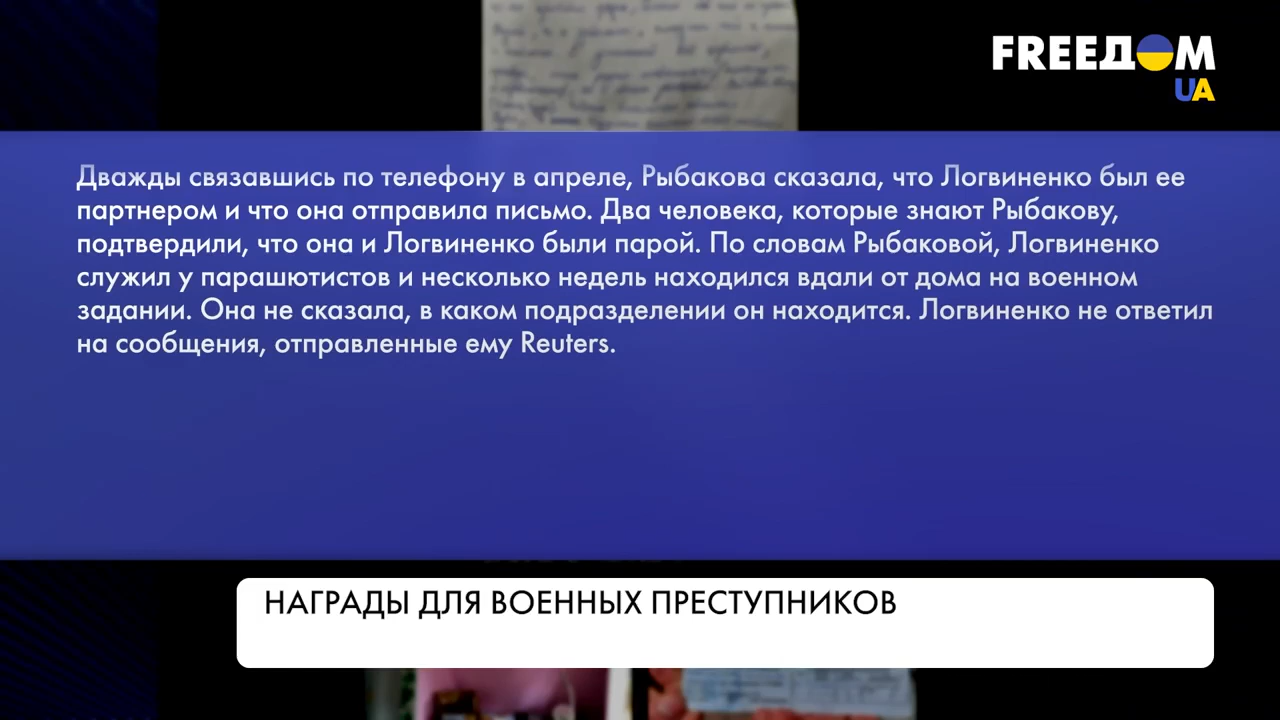 FREEДОМ
UA
Дважды связавшись по телефону в апреле, Рыбакова сказала, что Логвиненко был ее
партнером и что она отправила письмо. Два человека, которые знают Рыбакову,
подтвердили, что она и Логвиненко были парой. По словам Рыбаковой, Логвиненко
служил у парашютистов и несколько недель находился вдали от дома на военном
задании. Она не сказала, в каком подразделении он находится. Логвиненко не ответил
на сообщения, отправленные ему Reuters.
НАГРАДЫ ДЛЯ ВОЕННЫХ ПРЕСТУПНИКОВ